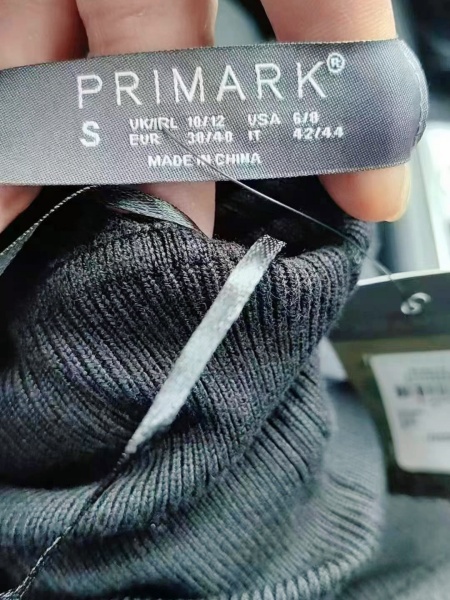 PRIMARK®
S UK/IRL 10/12 USA 6/8
EUR 38/40 IT 42/44
MADE IN CHINA